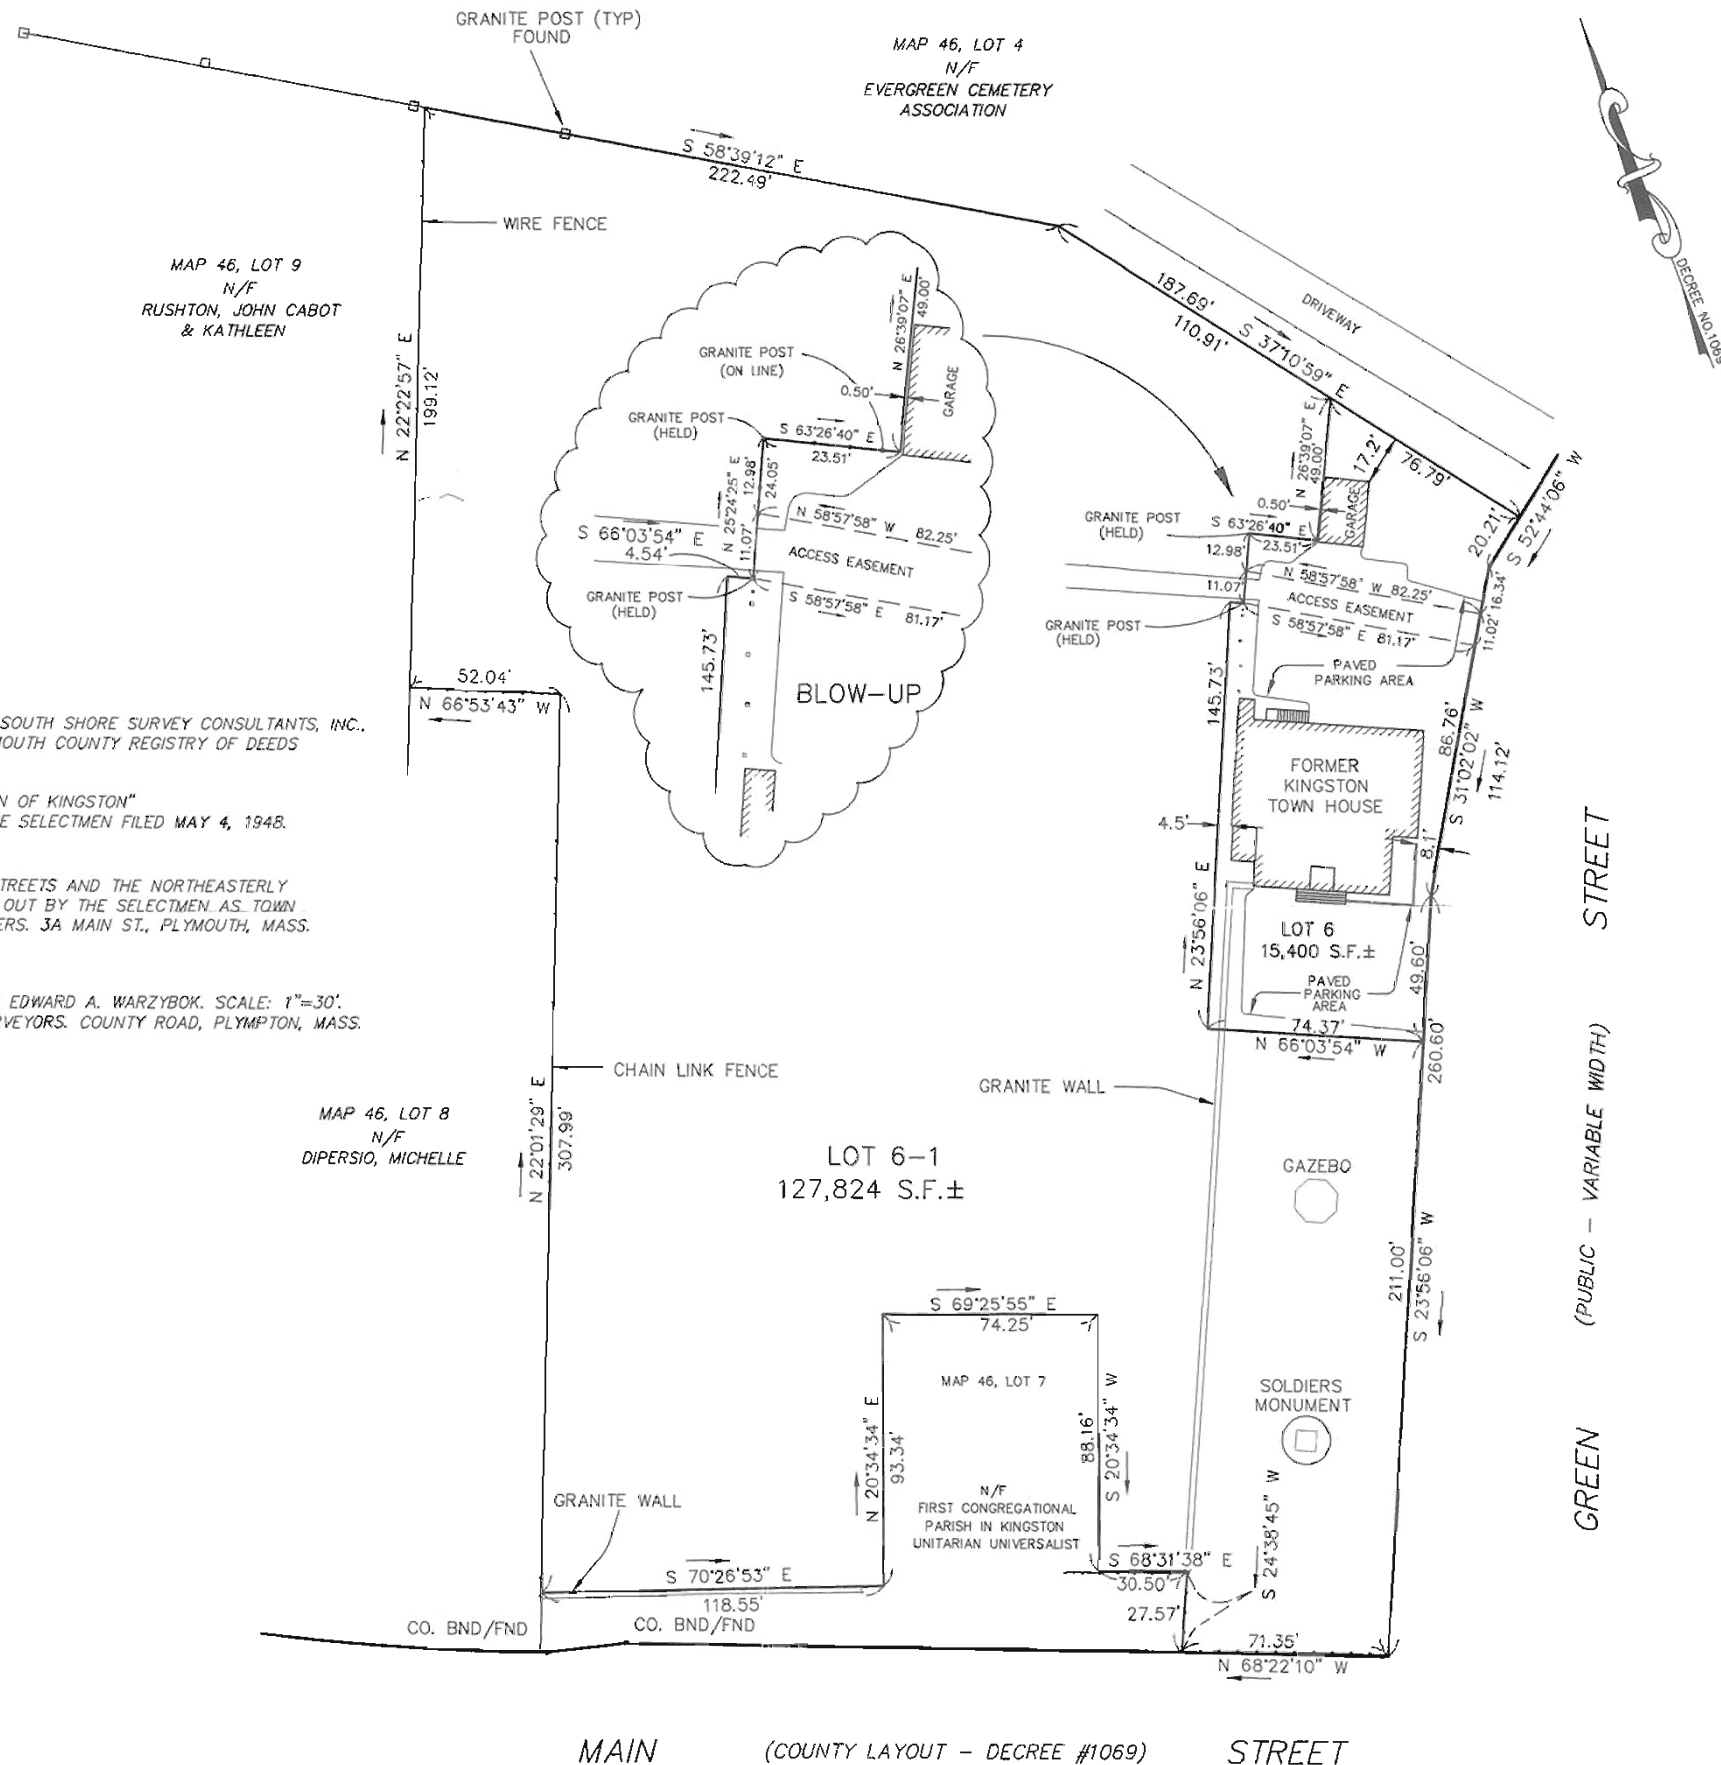 GRANITE POST (TYP)
FOUND
MAP 46, LOT 4
N/F
EVERGREEN CEMETERY
ASSOCIATION
S 58°39'12" E
222.49'
WIRE FENCE
MAP 46, LOT 9
N/F
RUSHTON, JOHN CABOT
& KATHLEEN
N 22°22'57" E
199.12'
DECREE NO.1069
DRIVEWAY
187.69'
110.91'
S 37°10'59" E
76.79'
17.2'
N 26°39'07" E
49.00'
GRANITE POST
(ON LINE)
0.50'
GARAGE
GRANITE POST
(HELD)
S 63°26'40" E
23.51'
N 25°24'25" E
12.98'
24.05'
11.07'
N 58°57'58" W 82.25'
S 66°03'54" E
4.54'
ACCESS EASEMENT
GRANITE POST
(HELD)
S 58°57'58" E 81.17'
145.73'
BLOW-UP
N 26°39'07" E
49.00'
0.50'
GARAGE
GRANITE POST
(HELD)
S 63°26'40" E
12.98'
23.51'
11.07'
N 58°57'58" W 82.25'
ACCESS EASEMENT
S 58°57'58" E 81.17'
GRANITE POST
(HELD)
20.21'
S 52°44'06" W
16.34'
11.02'
PAVED
PARKING AREA
145.73'
86.76'
S 31°02'02" W
114.12'
52.04'
N 66°53'43" W
SOUTH SHORE SURVEY CONSULTANTS, INC.,
MOUTH COUNTY REGISTRY OF DEEDS
N OF KINGSTON"
E SELECTMEN FILED MAY 4, 1948.
TREETS AND THE NORTHEASTERLY
OUT BY THE SELECTMEN AS TOWN
ERS. 3A MAIN ST., PLYMOUTH, MASS.
EDWARD A. WARZYBOK. SCALE: 1"=30'.
VEYORS. COUNTY ROAD, PLYMPTON, MASS.
FORMER
KINGSTON
TOWN HOUSE
4.5'
8.1'
N 23°56'06" E
LOT 6
15,400 S.F.±
PAVED
PARKING
AREA
49.60'
74.37'
N 66°03'54" W
260.60'
CHAIN LINK FENCE
GRANITE WALL
MAP 46, LOT 8
N/F
DIPERSIO, MICHELLE
N 22°01'29" E
307.99'
LOT 6-1
127,824 S.F.±
GAZEBO
211.00'
S 23°56'06" W
S 69°25'55" E
74.25'
MAP 46, LOT 7
N/F
FIRST CONGREGATIONAL
PARISH IN KINGSTON
UNITARIAN UNIVERSALIST
N 20°34'34" E
93.34'
88.16'
S 20°34'34" W
SOLDIERS
MONUMENT
S 24°38'45" W
GRANITE WALL
S 70°26'53" E
118.55'
S 68°31'38" E
30.50'
27.57'
CO. BND/FND
CO. BND/FND
71.35'
N 68°22'10" W
GREEN (PUBLIC - VARIABLE WIDTH) STREET
MAIN (COUNTY LAYOUT - DECREE #1069) STREET